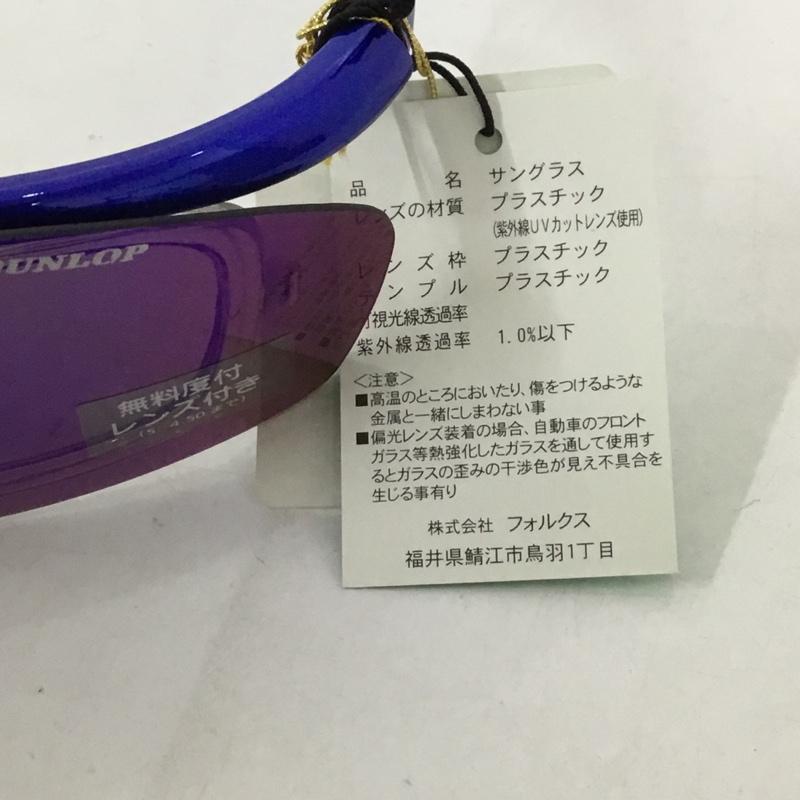 DUNLOP
無料度付
レンズ付き
品名 サングラス
レンズの材質 プラスチック
(紫外線UVカットレンズ使用)
レンズ枠 プラスチック
テンプル プラスチック
可視光線透過率
紫外線透過率 1.0%以下
＜注意＞
■高温のところにおいたり、傷をつけるような
金属と一緒にしまわない事
■偏光レンズ装着の場合、自動車のフロント
ガラス等熱強化したガラスを通して使用す
るとガラスの歪みの干渉色が見え不具合を
生じる事有り
株式会社 フォルクス
福井県鯖江市鳥羽1丁目